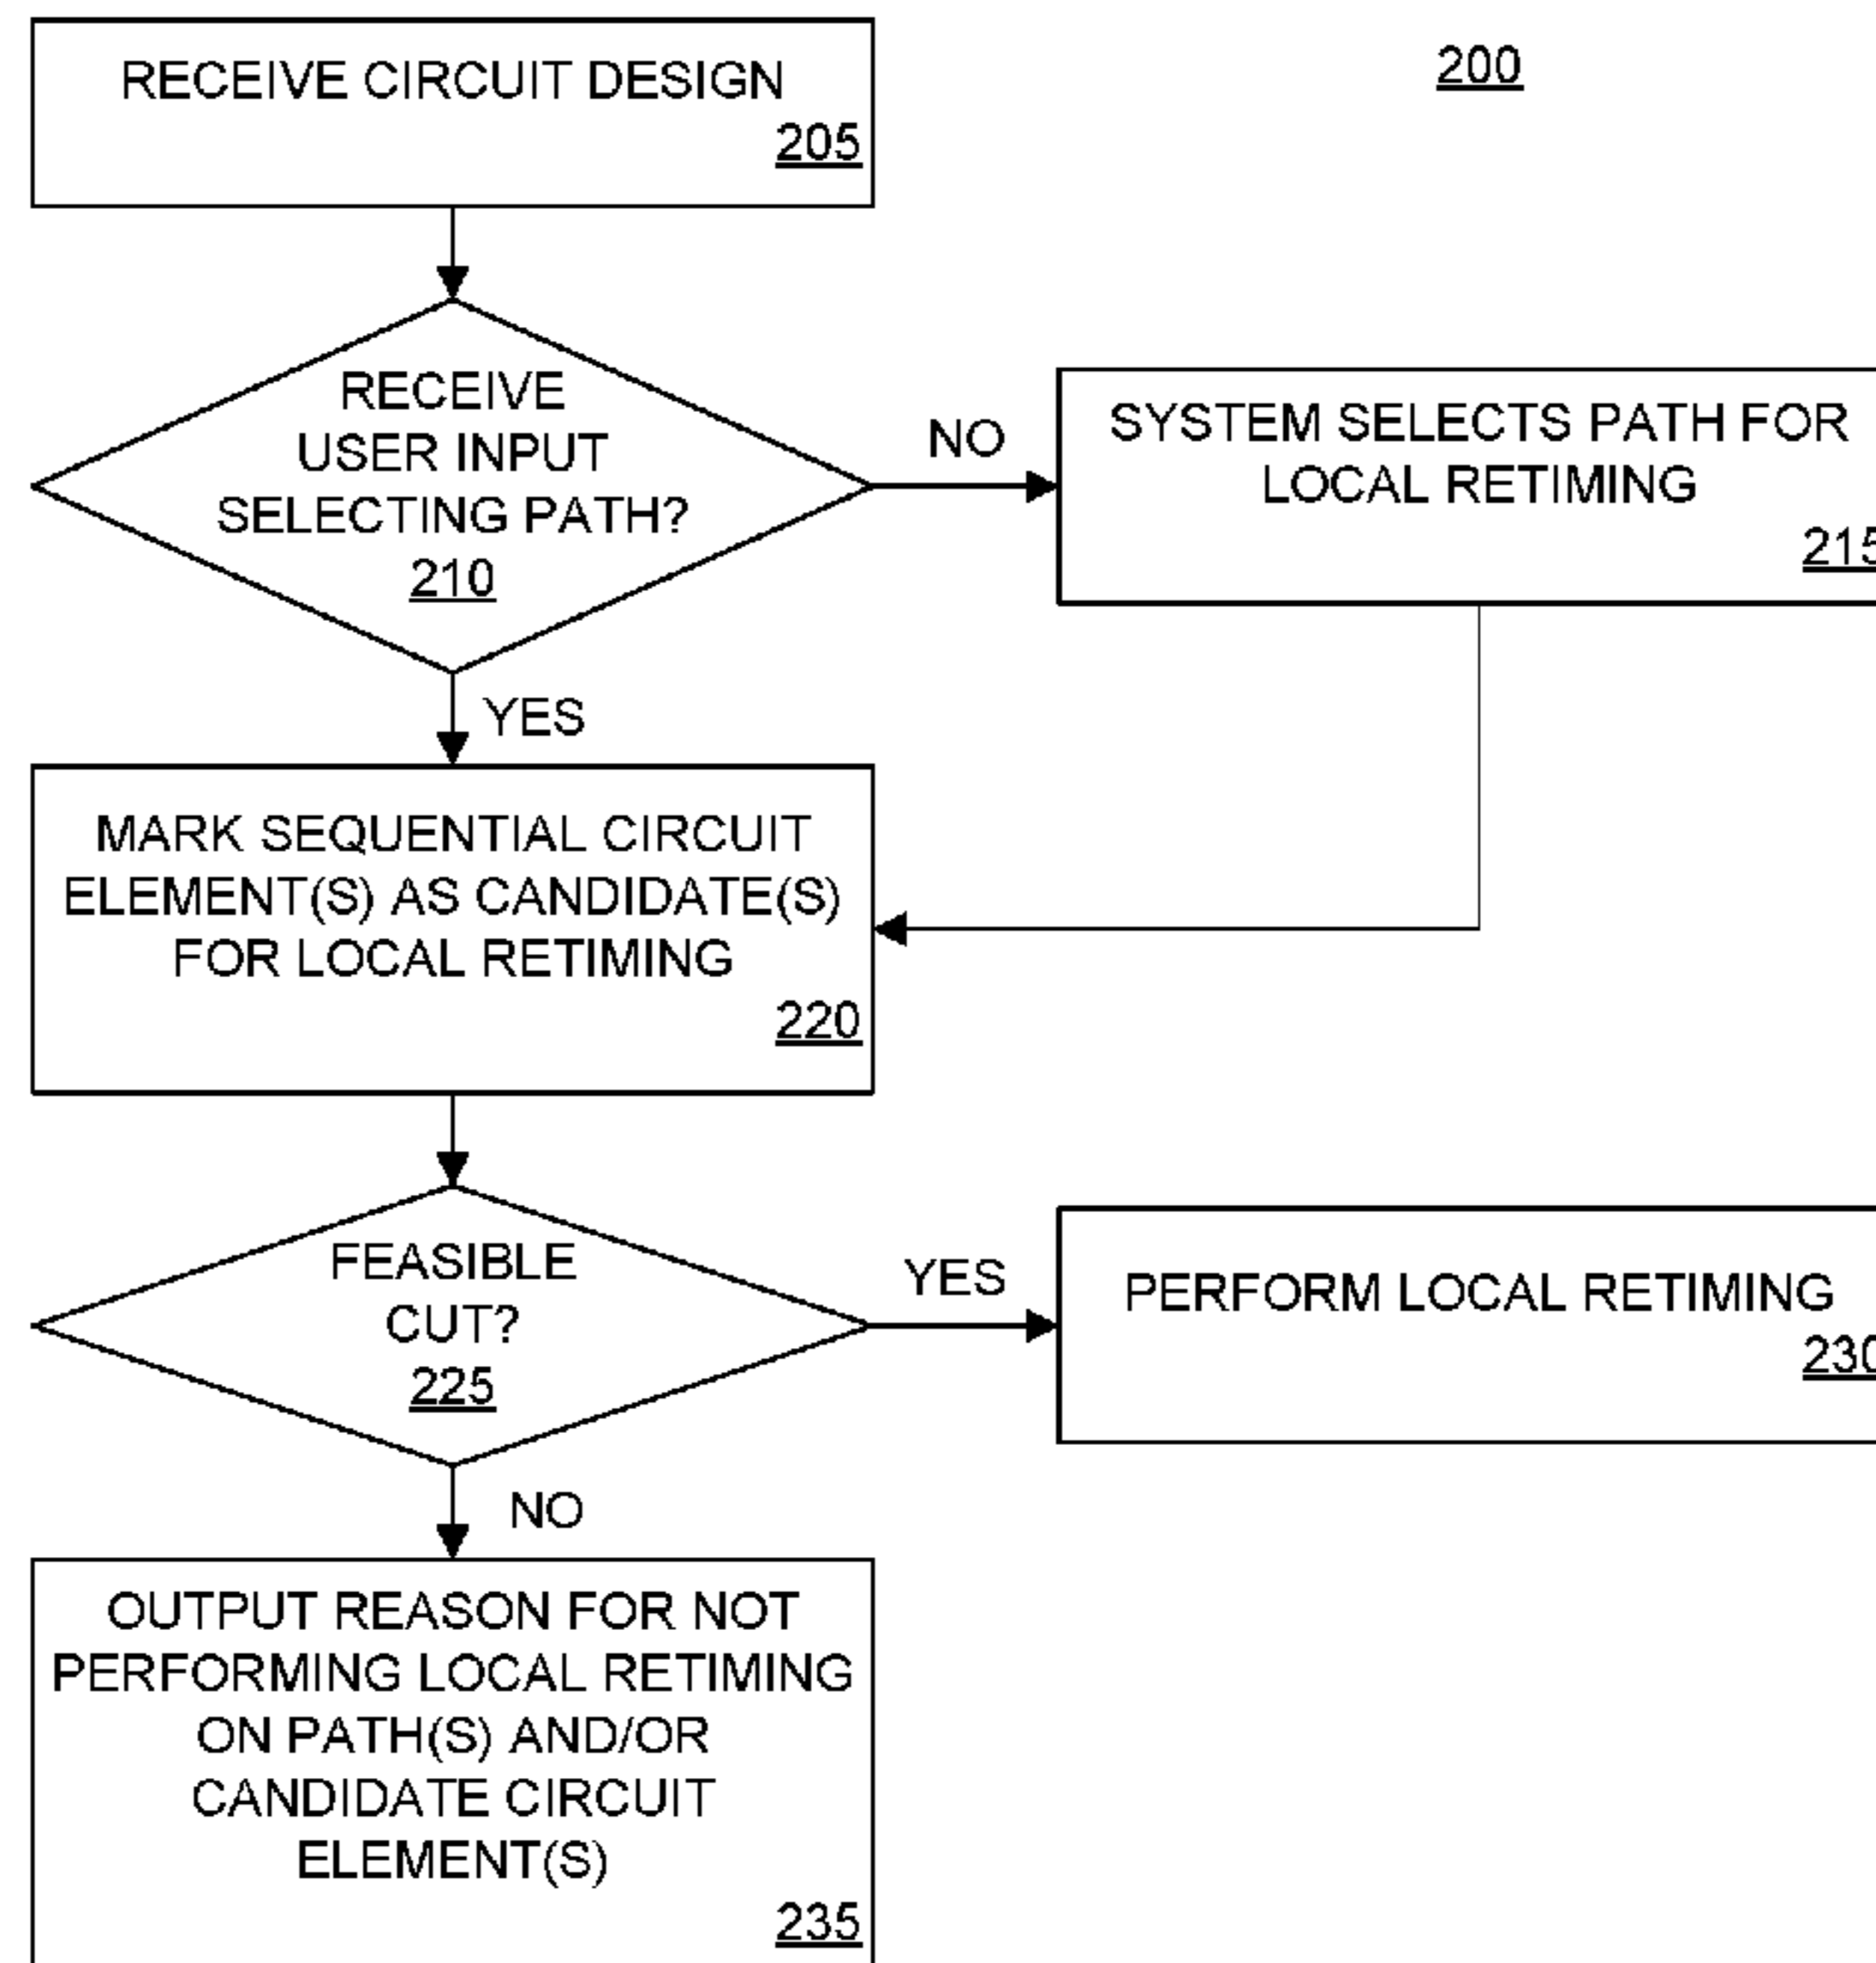 RECEIVE CIRCUIT DESIGN
205
200
RECEIVE
USER INPUT
SELECTING PATH?
210
NO
SYSTEM SELECTS PATH FOR
LOCAL RETIMING
215
YES
MARK SEQUENTIAL CIRCUIT
ELEMENT(S) AS CANDIDATE(S)
FOR LOCAL RETIMING
220
FEASIBLE
CUT?
225
YES
PERFORM LOCAL RETIMING
230
NO
OUTPUT REASON FOR NOT
PERFORMING LOCAL RETIMING
ON PATH(S) AND/OR
CANDIDATE CIRCUIT
ELEMENT(S)
235